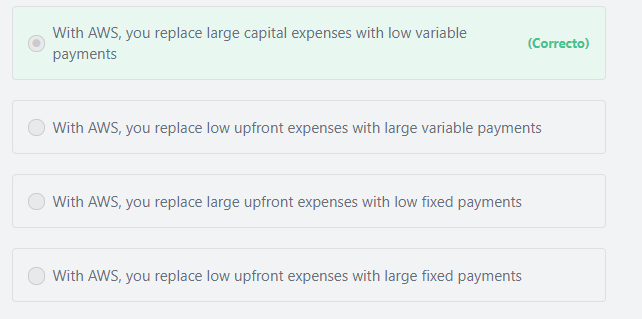 With AWS, you replace large capital expenses with low variable
payments
(Correcto)
With AWS, you replace low upfront expenses with large variable payments
With AWS, you replace large upfront expenses with low fixed payments
With AWS, you replace low upfront expenses with large fixed payments